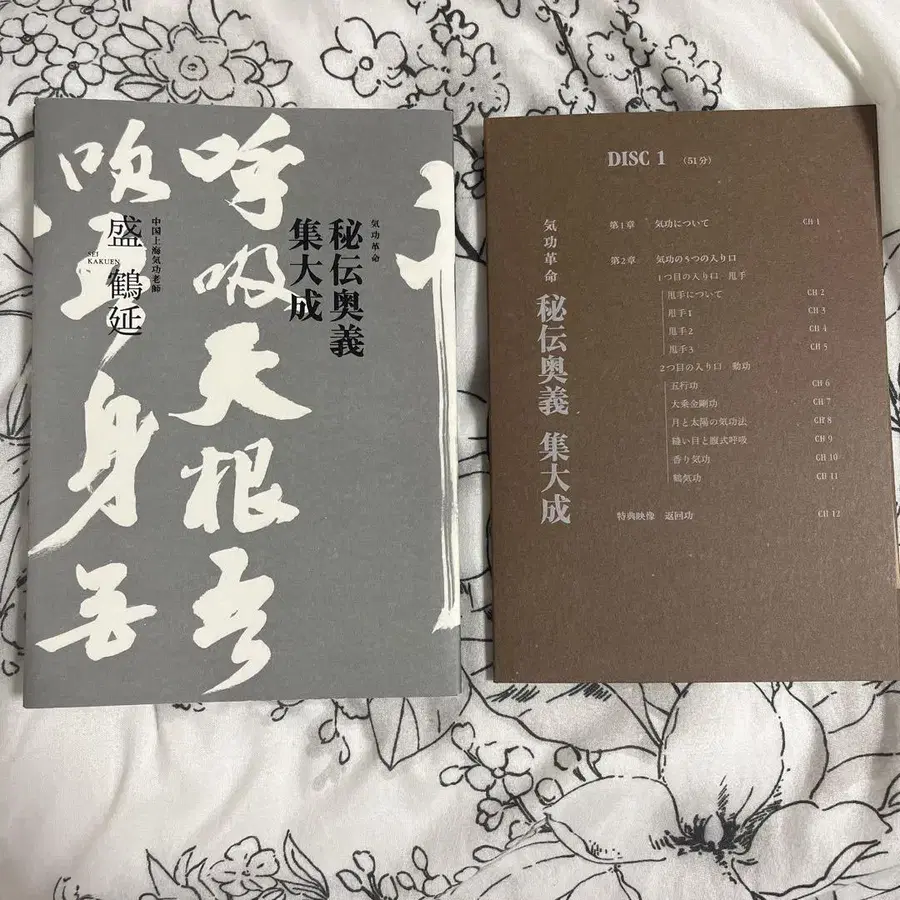 気功革命
秘伝奥義
集大成
呼吸天根
身
中国上海気功老師
盛 鶴延
SEI
KAKUEN
DISC 1 (51分)
気功革命
秘伝奥義 集大成
第1章 気功について CH 1
第2章 気功の5つの入り口
1つ目の入り口 甩手
甩手について CH 2
甩手1 CH 3
甩手2 CH 4
甩手3 CH 5
2つ目の入り口 動功
五行功 CH 6
大乗金剛功 CH 7
月と太陽の気功法 CH 8
縫い目と腹式呼吸 CH 9
香り気功 CH 10
鶴気功 CH 11
特典映像 返回功 CH 12